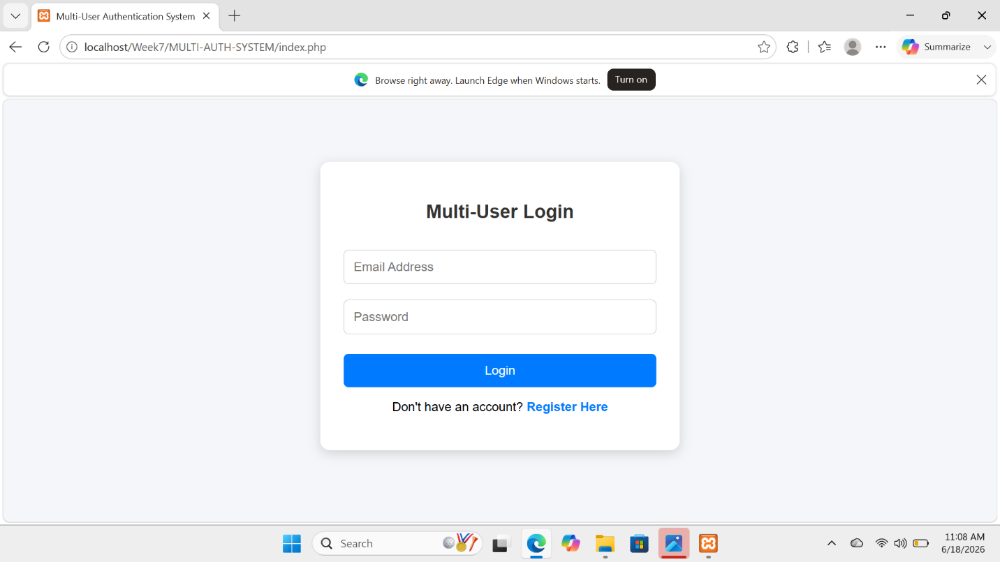 Multi-User Authentication System
localhost/Week7/MULTI-AUTH-SYSTEM/index.php
Summarize
Browse right away. Launch Edge when Windows starts.
Turn on
Multi-User Login
Email Address
Password
Login
Don't have an account? Register Here
Search
11:08 AM
6/18/2026